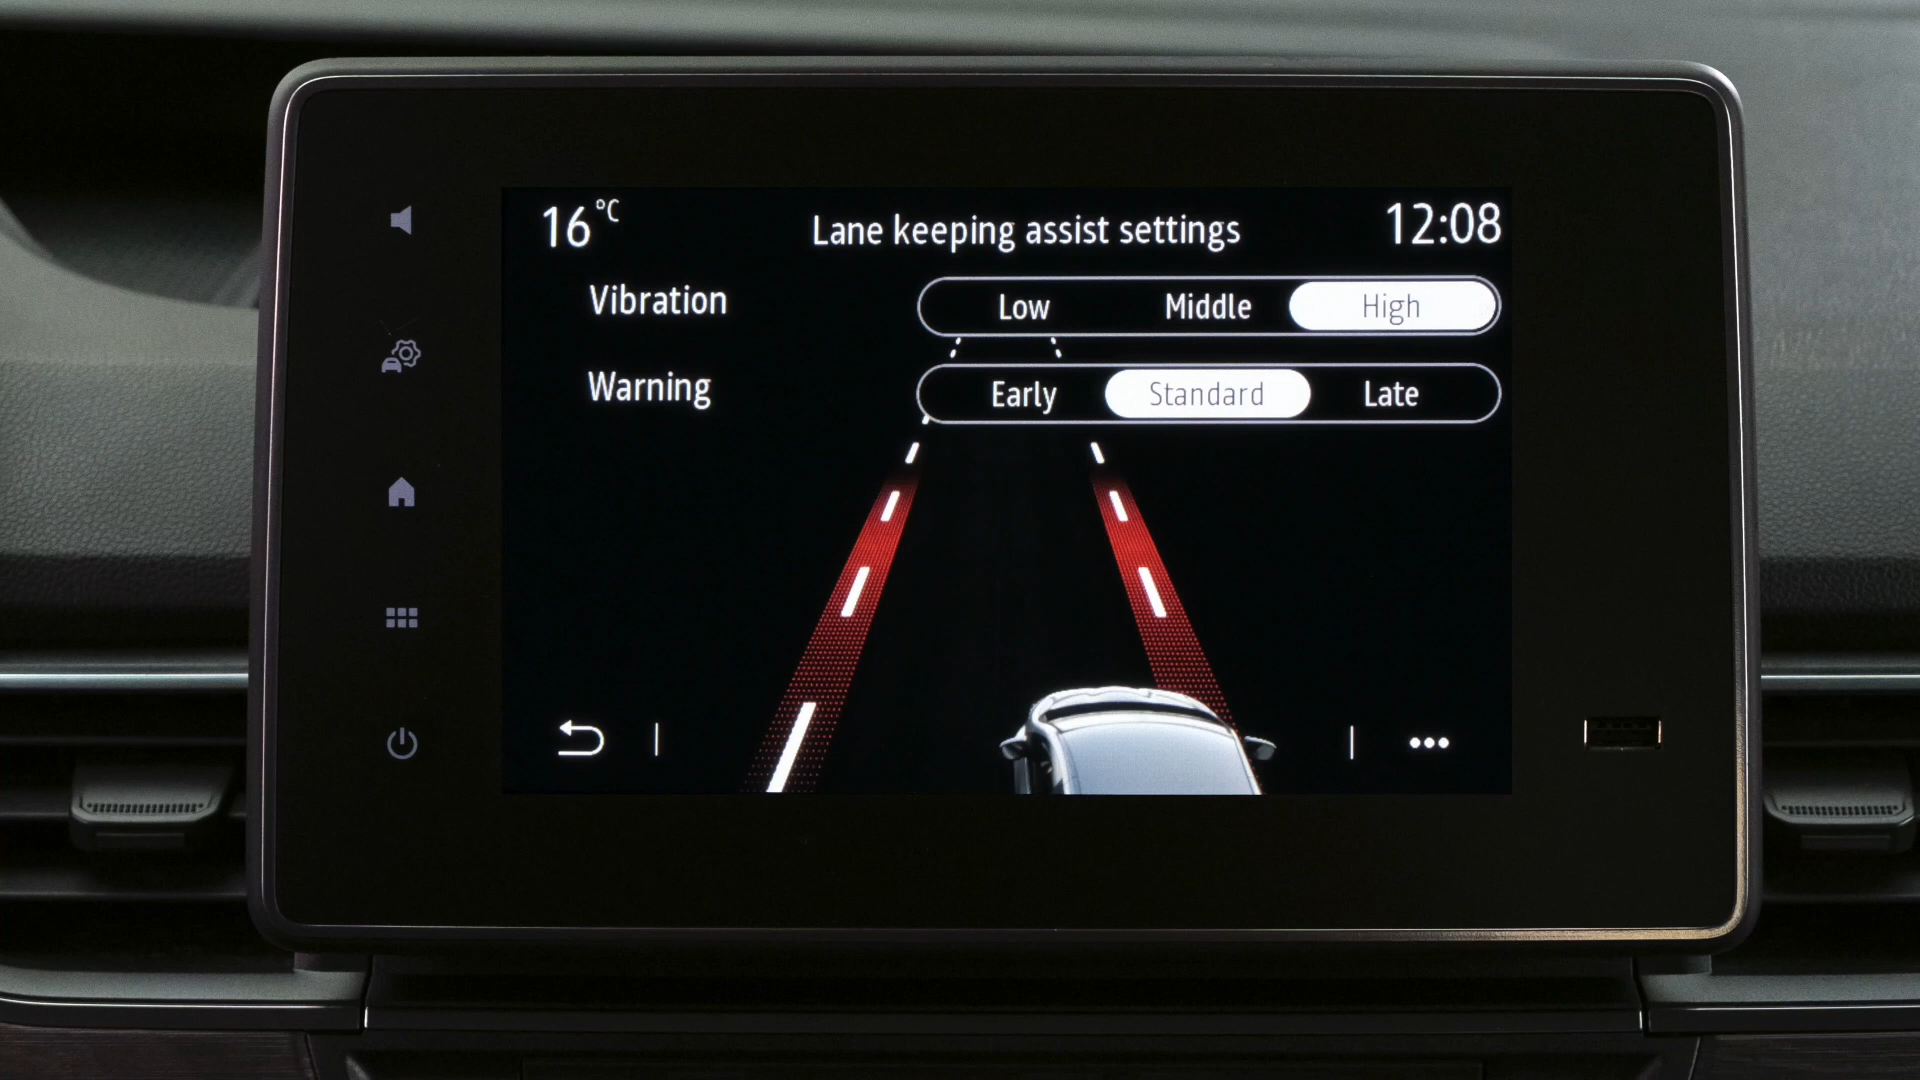 16 °C Lane keeping assist settings 12:08
Vibration Low Middle High
Warning Early Standard Late